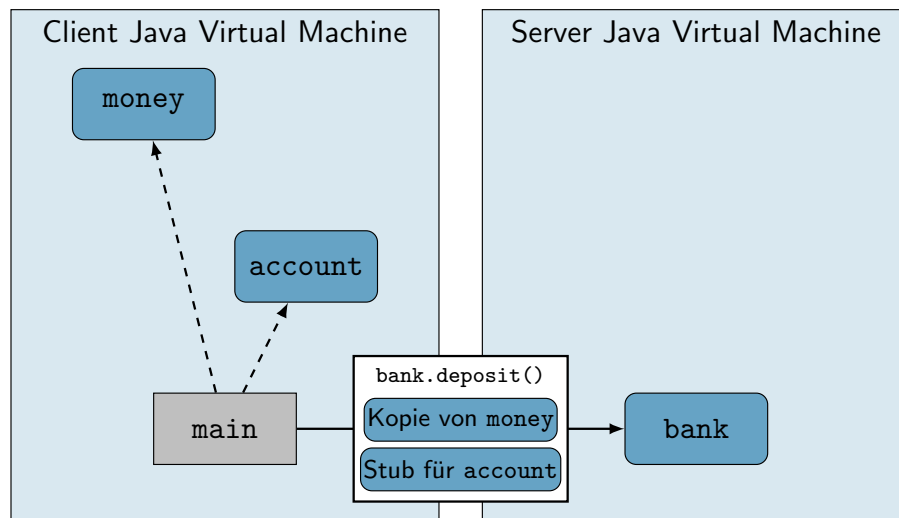 Client Java Virtual Machine
Server Java Virtual Machine
money
account
bank.deposit()
Kopie von money
Stub für account
main
bank